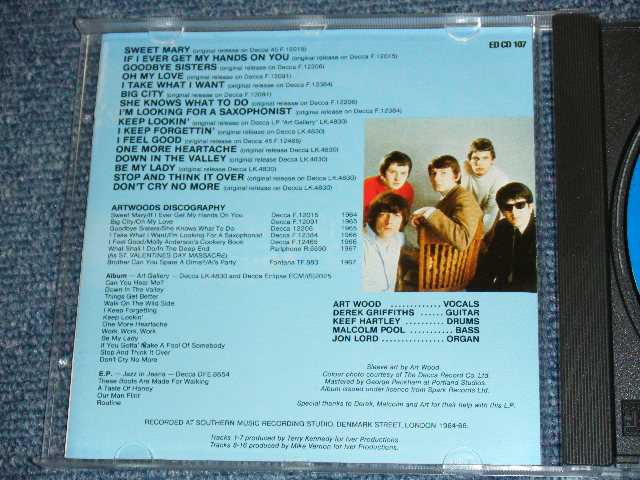 SWEET MARY (original release on Decca 45 F.12015)
ED CD 107
IF I EVER GET MY HANDS ON YOU (original release on Decca F.12015)
GOODBYE SISTERS (original release on Decca F.12206)
OH MY LOVE (original release on Decca F.12091)
I TAKE WHAT I WANT (original release on Decca F.12384)
BIG CITY (original release on Decca F.12091)
SHE KNOWS WHAT TO DO (original release on Decca F.12206)
I'M LOOKING FOR A SAXOPHONIST (original release on Decca F.12384)
KEEP LOOKIN' (original release on Decca LP "Art Gallery" LK.4830)
I KEEP FORGETTIN' (original release on Decca LK.4830)
I FEEL GOOD (original release on Decca 45 F.12465)
ONE MORE HEARTACHE (original release on Decca LK.4830)
DOWN IN THE VALLEY (original release on Decca LK.4830)
BE MY LADY (original release on Decca LK.4830)
STOP AND THINK IT OVER (original release on Decca LK.4830)
DON'T CRY NO MORE (original release on Decca LK.4830)
ARTWOODS DISCOGRAPHY
Sweet Mary/If I Ever Get My Hands On You Decca F.12015 1964
Big City/Oh My Love Decca F.12091 1965
Goodbye Sisters/She Knows What To Do Decca 12206 1965
I Take What I Want/I'm Looking For A Saxophonist Decca F.12384 1966
I Feel Good/Molly Anderson's Cookery Book Decca F.12465 1966
What Shall I Do/In The Deep End Parlphone R.5590 1967
(As ST. VALENTINES DAY MASSACRE)
Brother Can You Spare A Dime?/Al's Party Fontana TF.883 1967
Album — Art Gallery — Decca LK.4830 and Decca Eclipse ECM/(S)2025
Can You Hear Me?
Down In The Valley
Things Get Better
Walk On The Wild Side
I Keep Forgetting
Keep Lookin'
One More Heartache
Work, Work, Work
Be My Lady
If You Gotta Make A Fool Of Somebody
Stop And Think It Over
Don't Cry No More
E.P. — Jazz In Jeans — Decca DFE.8654
These Boots Are Made For Walking
A Taste Of Honey
Our Man Flint
Routine
ART WOOD .............. VOCALS
DEREK GRIFFITHS ...... GUITAR
KEEF HARTLEY ........... DRUMS
MALCOLM POOL ........... BASS
JON LORD .............. ORGAN
Sleeve art by Art Wood.
Colour photo courtesy of The Decca Record Co. Ltd.
Mastered by George Peckham at Portland Studios.
Album issued under licence from Spark Records Ltd.
Special thanks to Derek, Malcolm and Art for their help with this L.P.
RECORDED AT SOUTHERN MUSIC RECORDING STUDIO, DENMARK STREET, LONDON 1964-66.
Tracks 1-7 produced by Terry Kennedy for Iver Productions.
Tracks 8-16 produced by Mike Vernon for Iver Productions.